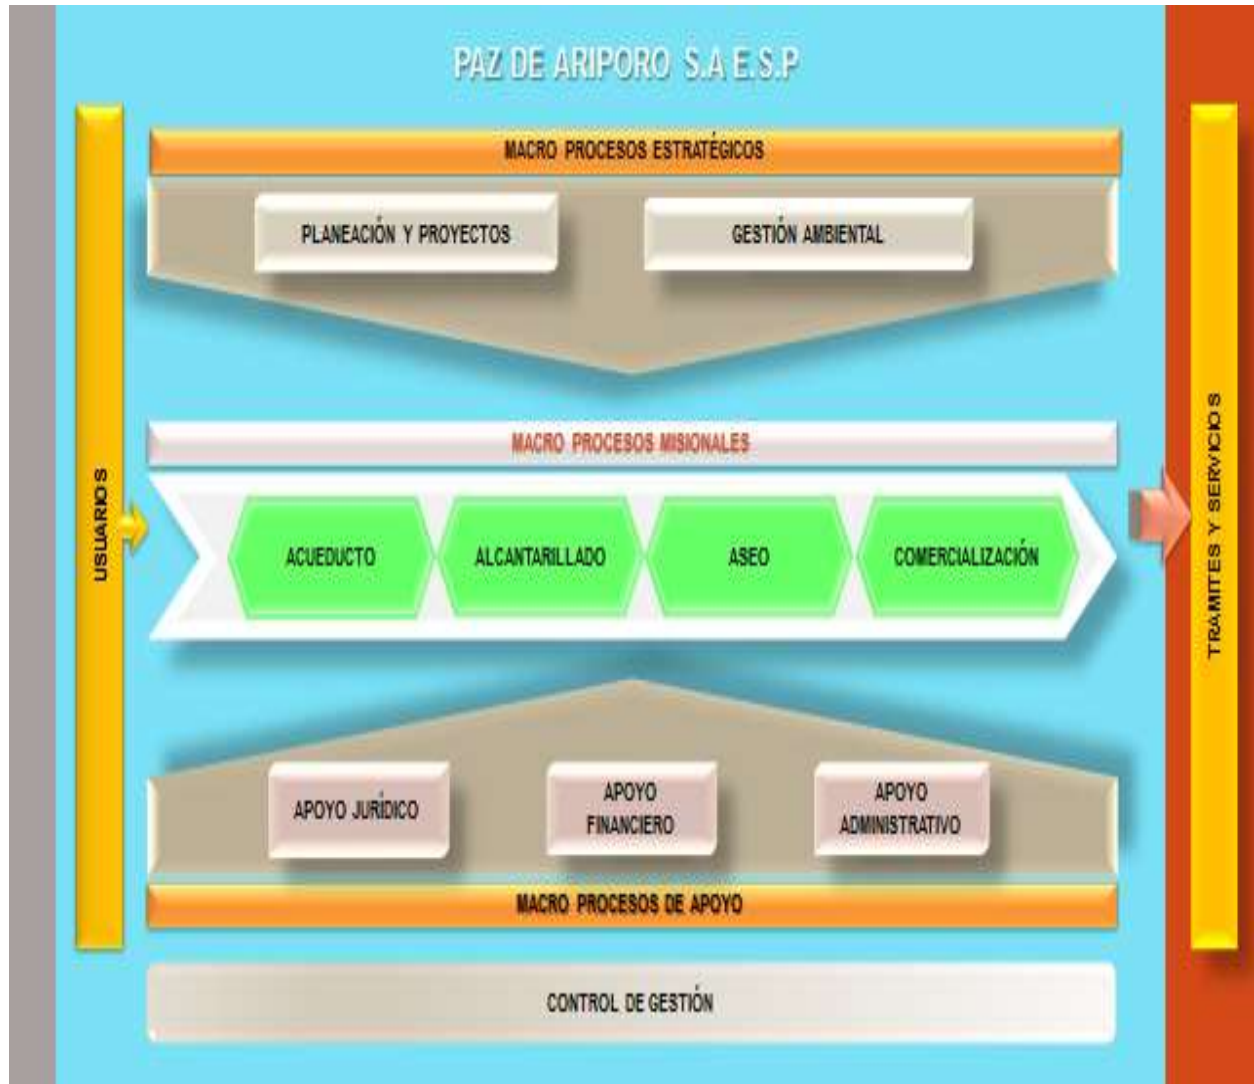 PAZ DE ARIPORO S.A E.S.P
MACRO PROCESOS ESTRATÉGICOS
PLANEACIÓN Y PROYECTOS
GESTIÓN AMBIENTAL
MACRO PROCESOS MISIONALES
USUARIOS
ACUEDUCTO
ALCANTARILLADO
ASEO
COMERCIALIZACIÓN
TRÁMITES Y SERVICIOS
APOYO JURÍDICO
APOYO
FINANCIERO
APOYO
ADMINISTRATIVO
MACRO PROCESOS DE APOYO
CONTROL DE GESTIÓN